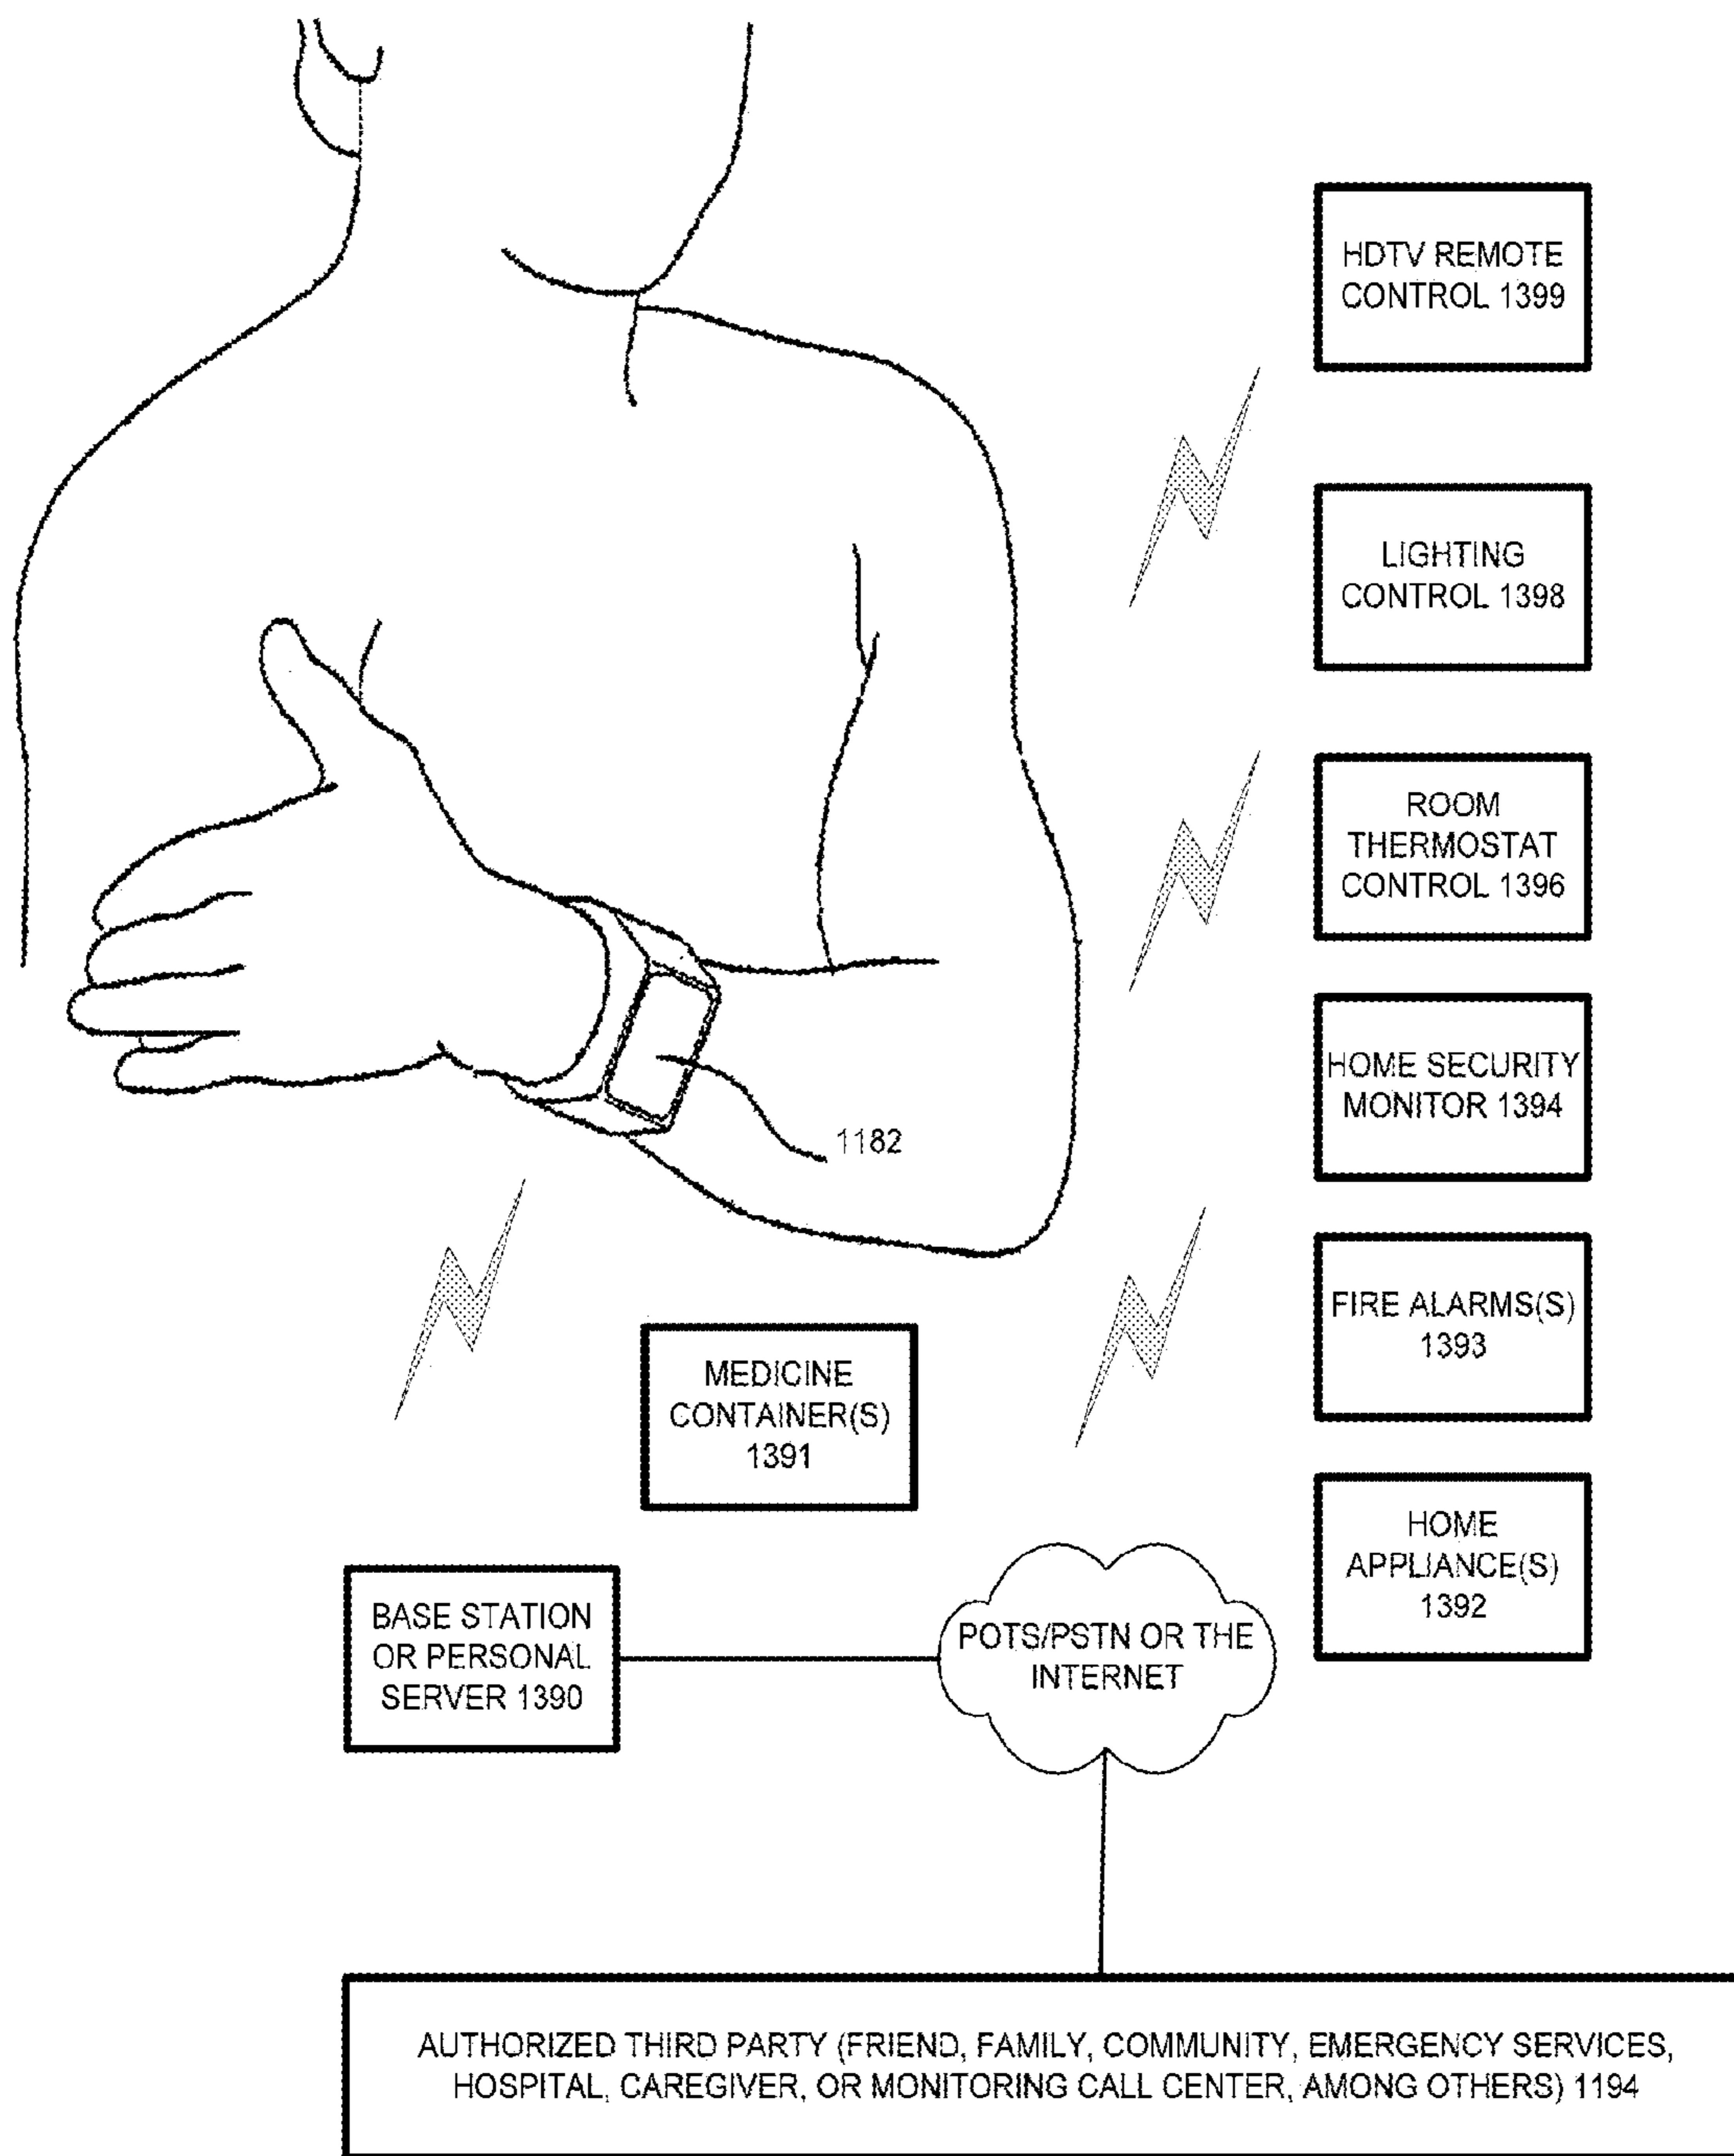 HDTV REMOTE
CONTROL 1399
LIGHTING
CONTROL 1398
ROOM
THERMOSTAT
CONTROL 1396
HOME SECURITY
MONITOR 1394
1182
FIRE ALARMS(S)
1393
MEDICINE
CONTAINER(S)
1391
HOME
APPLIANCE(S)
1392
BASE STATION
OR PERSONAL
SERVER 1390
POTS/PSTN OR THE
INTERNET
AUTHORIZED THIRD PARTY (FRIEND, FAMILY, COMMUNITY, EMERGENCY SERVICES,
HOSPITAL, CAREGIVER, OR MONITORING CALL CENTER, AMONG OTHERS) 1194